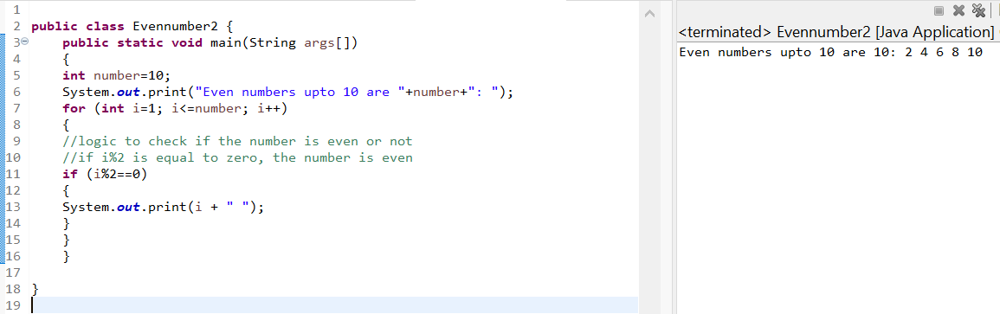 1
2 public class Evennumber2 {
3 public static void main(String args[])
4 {
5 int number=10;
6 System.out.print("Even numbers upto 10 are "+number+": ");
7 for (int i=1; i<=number; i++)
8 {
9 //logic to check if the number is even or not
10 //if i%2 is equal to zero, the number is even
11 if (i%2==0)
12 {
13 System.out.print(i + " ");
14 }
15 }
16 }
17
18 }
19
<terminated> Evennumber2 [Java Application]
Even numbers upto 10 are 10: 2 4 6 8 10